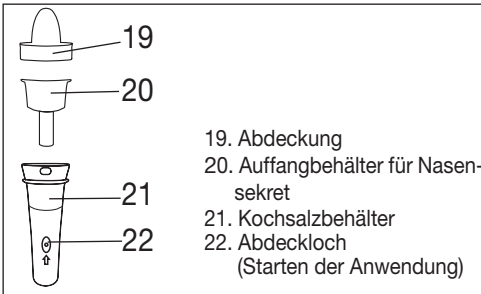 19
20
21
22
19. Abdeckung
20. Auffangbehälter für Nasen-
sekret
21. Kochsalzbehälter
22. Abdeckloch
(Starten der Anwendung)